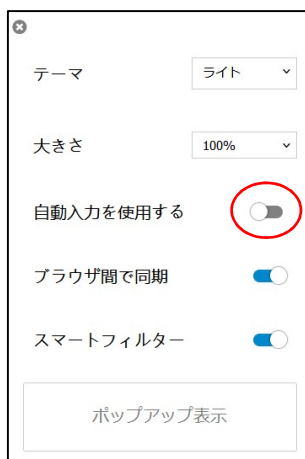 テーマ ライト
大きさ 100%
自動入力を使用する
ブラウザ間で同期
スマートフィルター
ポップアップ表示